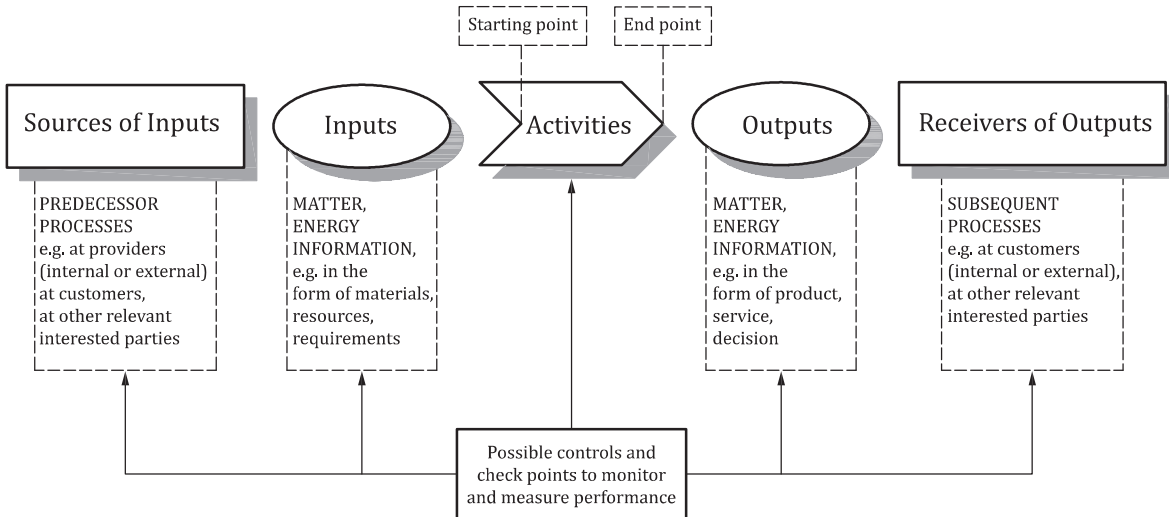 Starting point
End point
Sources of Inputs
Inputs
Activities
Outputs
Receivers of Outputs
PREDECESSOR
PROCESSES
e.g. at providers
(internal or external)
at customers,
at other relevant
interested parties
MATTER,
ENERGY
INFORMATION,
e.g. in the
form of materials,
resources,
requirements
MATTER,
ENERGY
INFORMATION,
e.g. in the
form of product,
service,
decision
SUBSEQUENT
PROCESSES
e.g. at customers
(internal or external),
at other relevant
interested parties
Possible controls and
check points to monitor
and measure performance